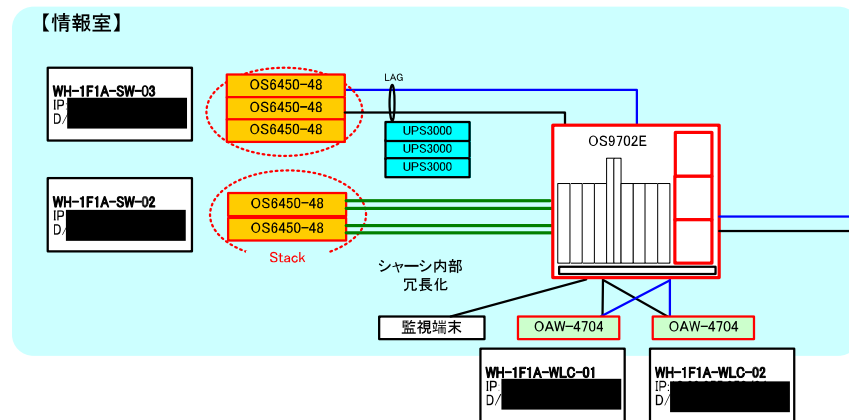 【情報室】
WH-1F1A-SW-03
IP:
D/
OS6450-48
OS6450-48
OS6450-48
LAG
UPS3000
UPS3000
UPS3000
OS9702E
WH-1F1A-SW-02
IP:
D/
OS6450-48
OS6450-48
Stack
シャーシ内部
冗長化
監視端末
OAW-4704
OAW-4704
WH-1F1A-WLC-01
IP:
D/
WH-1F1A-WLC-02
IP:
D/